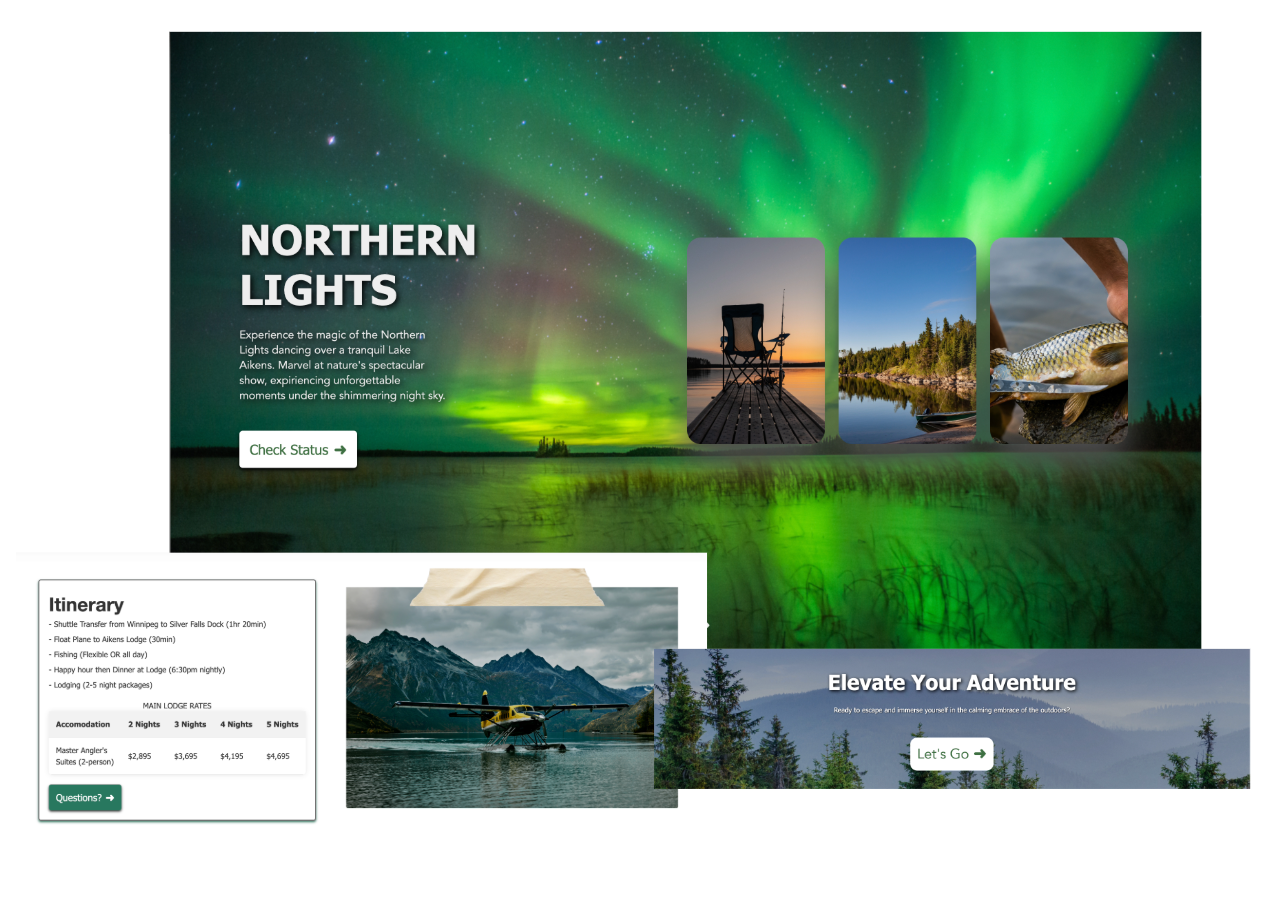 NORTHERN
LIGHTS
Experience the magic of the Northern
Lights dancing over a tranquil Lake
Aikens. Marvel at nature's spectacular
show, expiriencing unforgettable
moments under the shimmering night sky.
Check Status ➜
Itinerary
- Shuttle Transfer from Winnipeg to Silver Falls Dock (1hr 20min)
- Float Plane to Aikens Lodge (30min)
- Fishing (Flexible OR all day)
- Happy hour then Dinner at Lodge (6:30pm nightly)
- Lodging (2-5 night packages)
MAIN LODGE RATES
Accomodation 2 Nights 3 Nights 4 Nights 5 Nights
Master Angler's
Suites (2-person) $2,895 $3,695 $4,195 $4,695
Questions? ➜
Elevate Your Adventure
Ready to escape and immerse yourself in the calming embrace of the outdoors?
Let's Go ➜